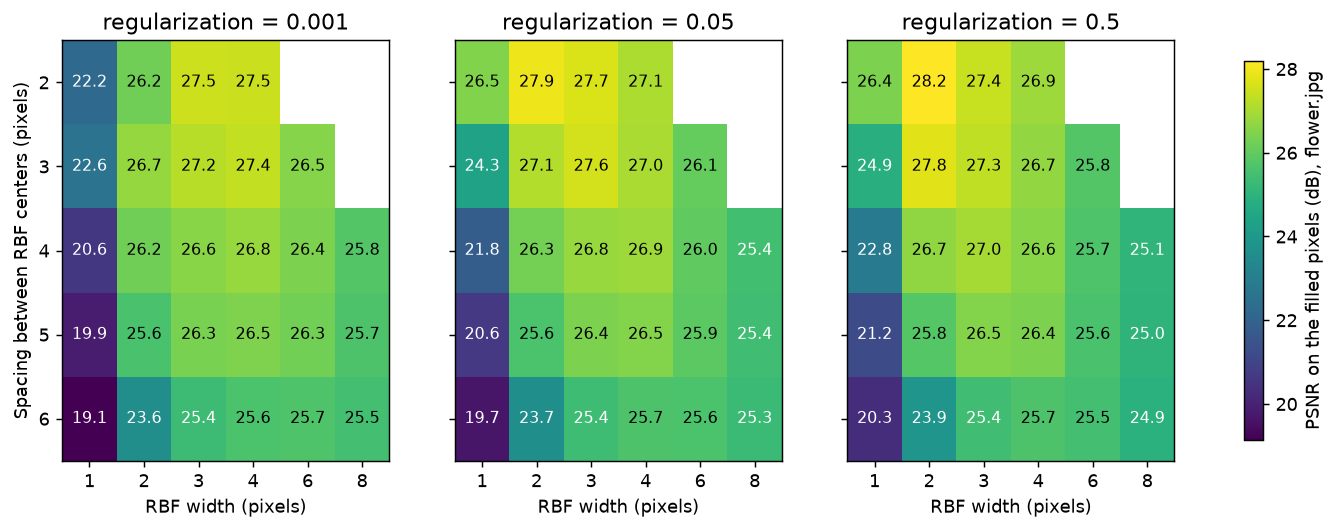 regularization = 0.001 regularization = 0.05 regularization = 0.5
2 22.2 26.2 27.5 27.5 26.5 27.9 27.7 27.1 26.4 28.2 27.4 26.9
3 22.6 26.7 27.2 27.4 26.5 24.3 27.1 27.6 27.0 26.1 24.9 27.8 27.3 26.7 25.8
4 20.6 26.2 26.6 26.8 26.4 25.8 21.8 26.3 26.8 26.9 26.0 25.4 22.8 26.7 27.0 26.6 25.7 25.1
5 19.9 25.6 26.3 26.5 26.3 25.7 20.6 25.6 26.4 26.5 25.9 25.4 21.2 25.8 26.5 26.4 25.6 25.0
6 19.1 23.6 25.4 25.6 25.7 25.5 19.7 23.7 25.4 25.7 25.6 25.3 20.3 23.9 25.4 25.7 25.5 24.9
1 2 3 4 6 8 1 2 3 4 6 8 1 2 3 4 6 8
RBF width (pixels) RBF width (pixels) RBF width (pixels)
Spacing between RBF centers (pixels)
28
26
24
22
20
PSNR on the filled pixels (dB), flower.jpg